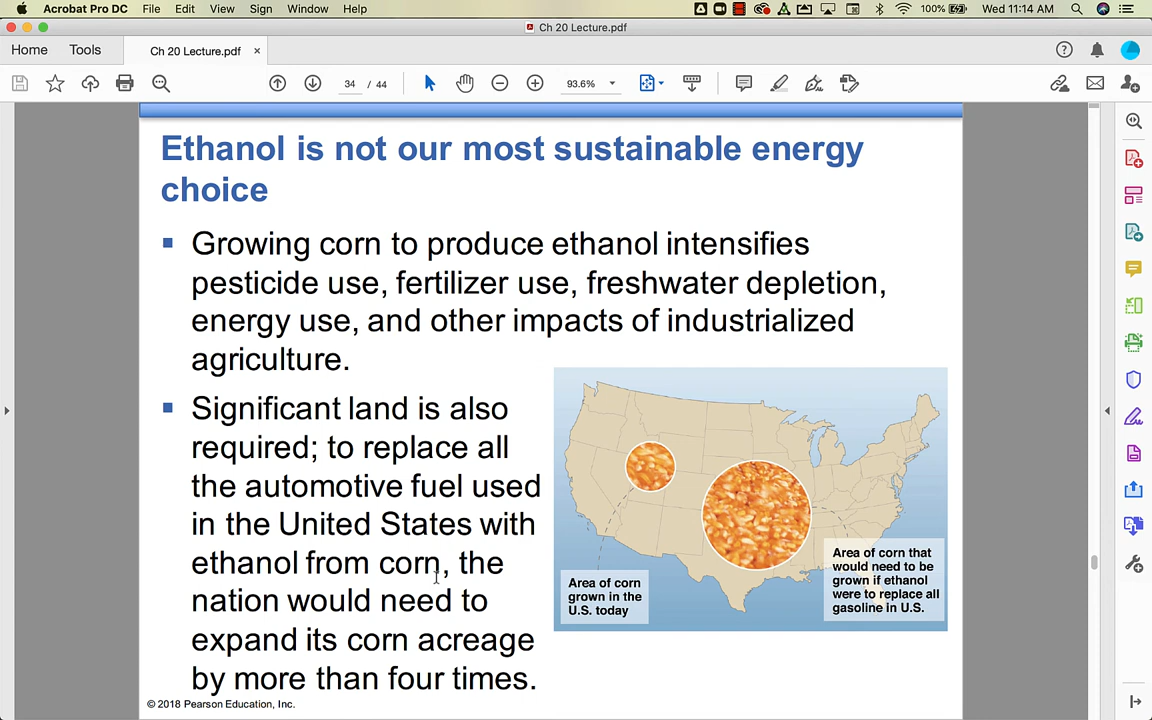 Acrobat Pro DC File Edit View Sign Window Help 100% Wed 11:14 AM
Ch 20 Lecture.pdf
Home Tools Ch 20 Lecture.pdf ×
34 / 44 93.6%
Ethanol is not our most sustainable energy
choice
Growing corn to produce ethanol intensifies
pesticide use, fertilizer use, freshwater depletion,
energy use, and other impacts of industrialized
agriculture.
Significant land is also
required; to replace all
the automotive fuel used
in the United States with
ethanol from corn, the
nation would need to
expand its corn acreage
by more than four times.
Area of corn
grown in the
U.S. today
Area of corn that
would need to be
grown if ethanol
were to replace all
gasoline in U.S.
© 2018 Pearson Education, Inc.